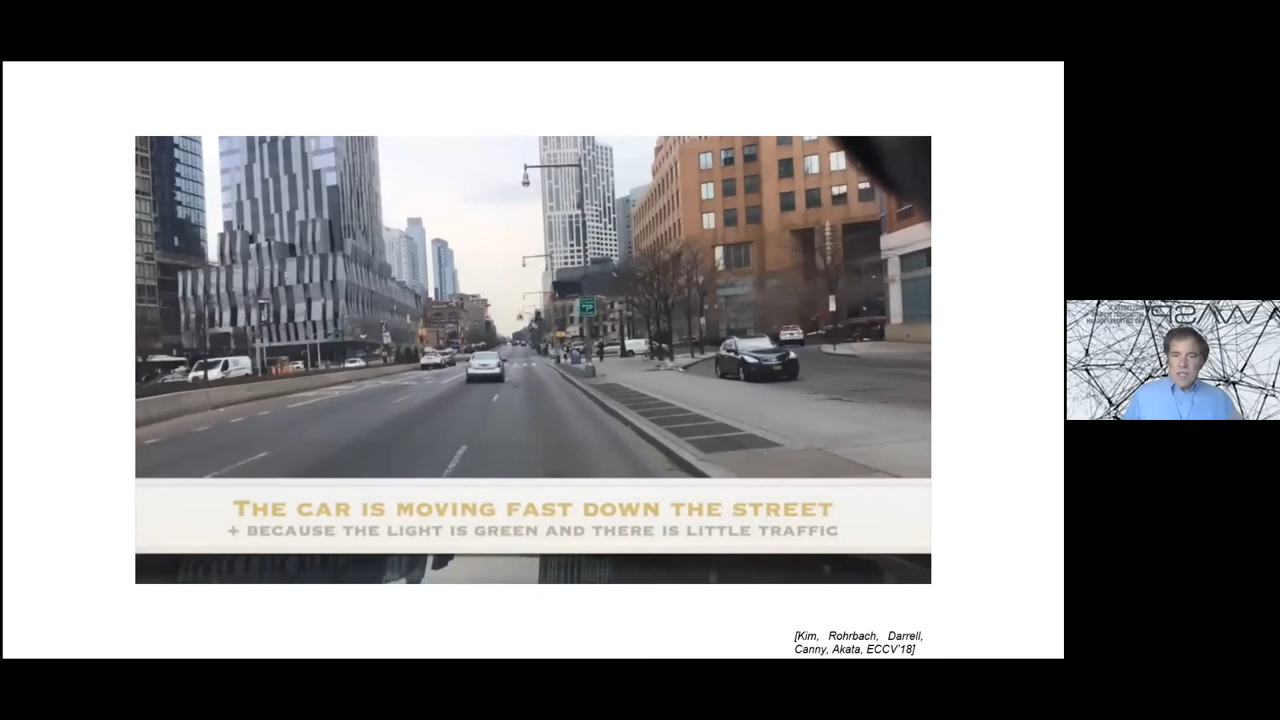 THE CAR IS MOVING FAST DOWN THE STREET
+ BECAUSE THE LIGHT IS GREEN AND THERE IS LITTLE TRAFFIC
[Kim, Rohrbach, Darrell,
Canny, Akata, ECCV'18]